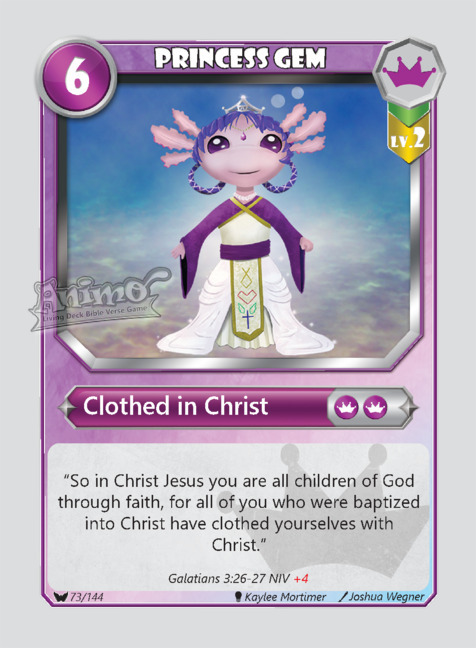 PRINCESS GEM
6
LV.2
Animor
Living Deck Bible Verse Game
Clothed in Christ
“So in Christ Jesus you are all children of God
through faith, for all of you who were baptized
into Christ have clothed yourselves with
Christ.”
Galatians 3:26-27 NIV +4
73/144
Kaylee Mortimer
Joshua Wegner